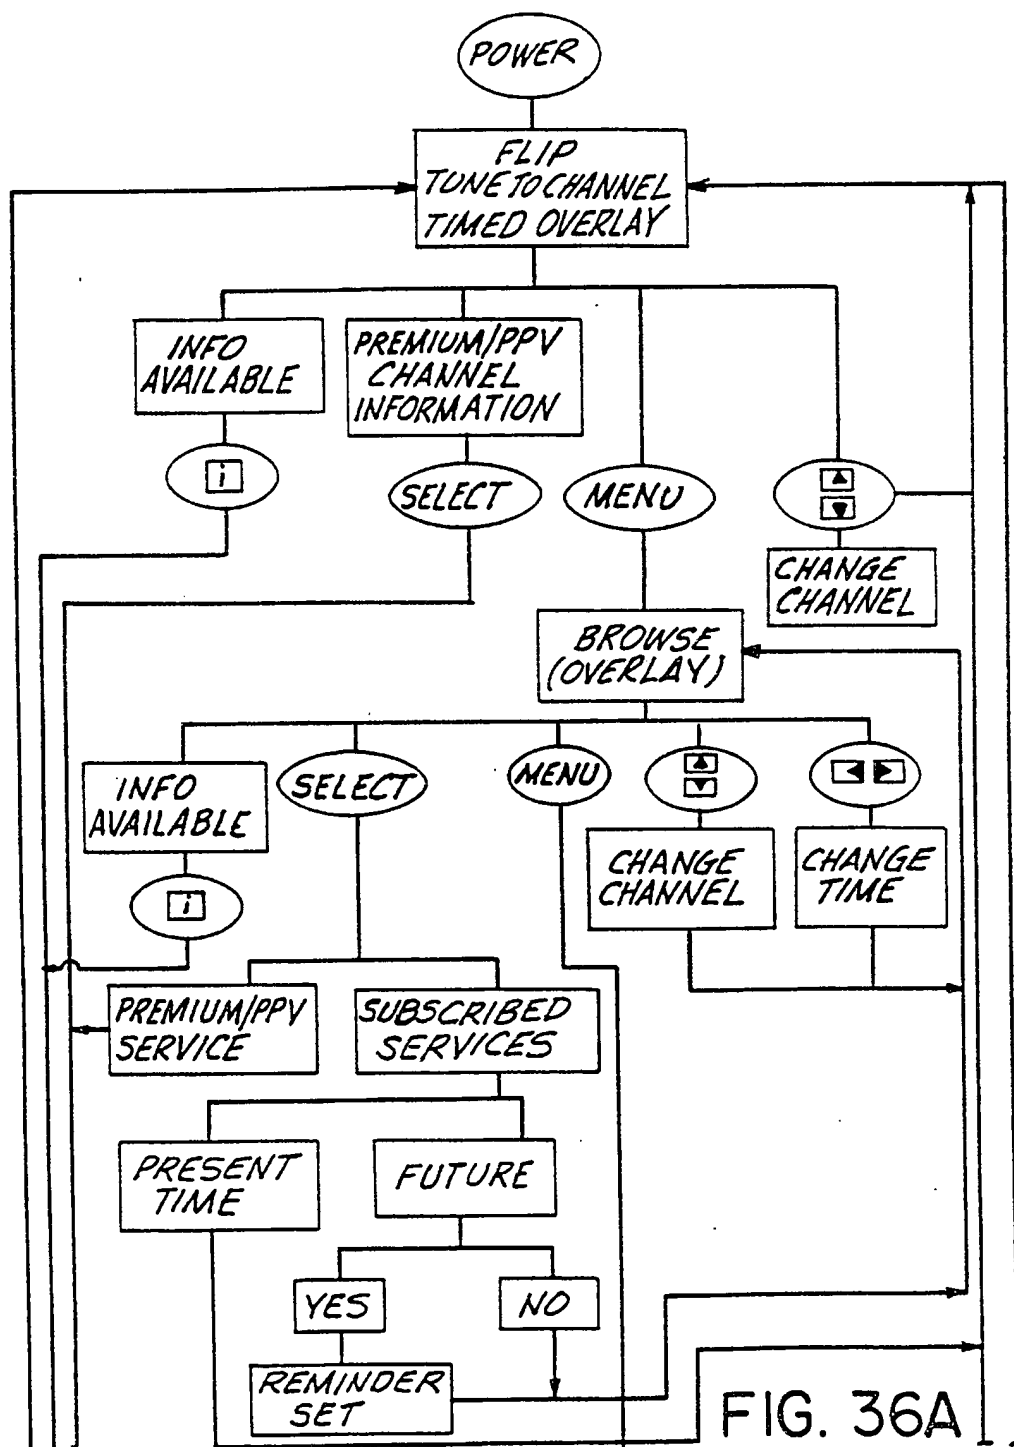 POWER
FLIP
TUNE TO CHANNEL
TIMED OVERLAY
INFO
AVAILABLE
PREMIUM/PPV
CHANNEL
INFORMATION
i
SELECT
MENU
CHANGE
CHANNEL
BROWSE
(OVERLAY)
INFO
AVAILABLE
SELECT
MENU
CHANGE
CHANNEL
CHANGE
TIME
i
PREMIUM/PPV
SERVICE
SUBSCRIBED
SERVICES
PRESENT
TIME
FUTURE
YES
NO
REMINDER
SET
FIG. 36A